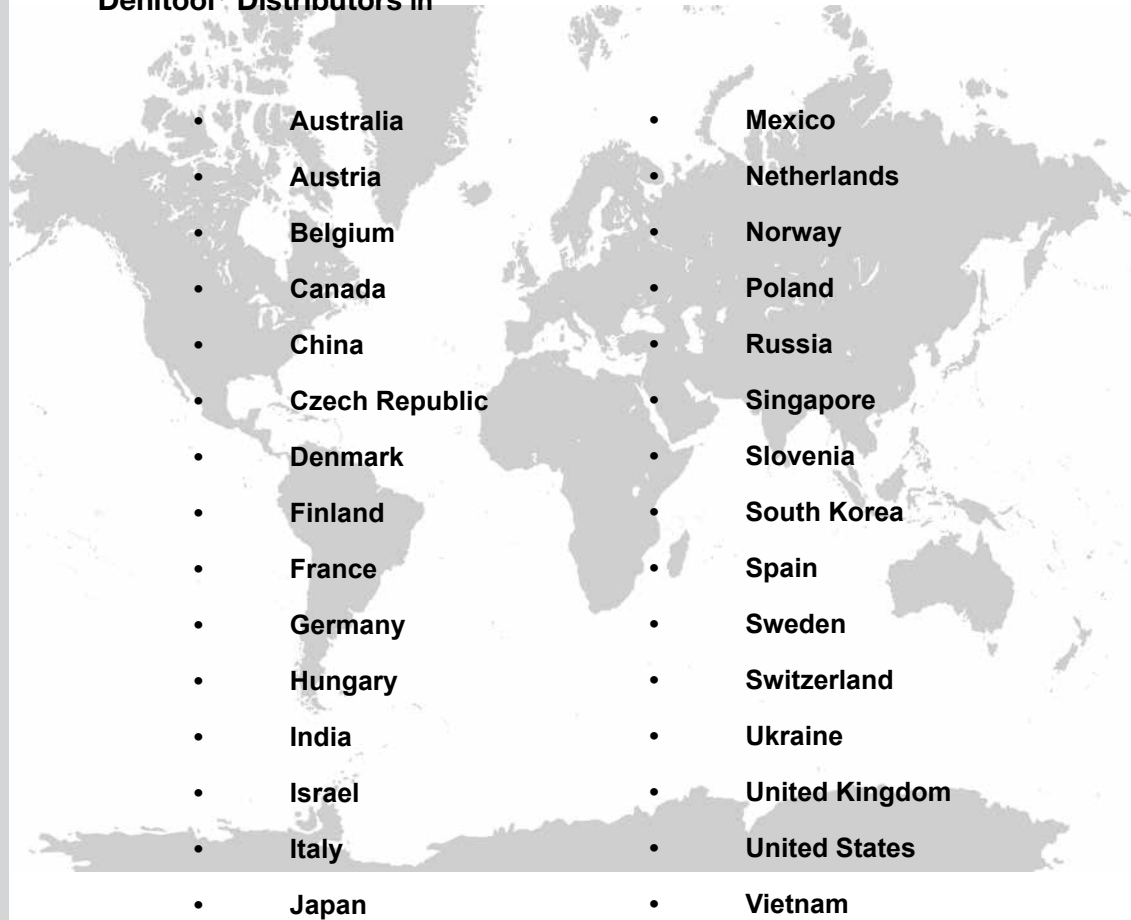 Distributors in
• Australia
• Austria
• Belgium
• Canada
• China
• Czech Republic
• Denmark
• Finland
• France
• Germany
• Hungary
• India
• Israel
• Italy
• Japan
• Mexico
• Netherlands
• Norway
• Poland
• Russia
• Singapore
• Slovenia
• South Korea
• Spain
• Sweden
• Switzerland
• Ukraine
• United Kingdom
• United States
• Vietnam